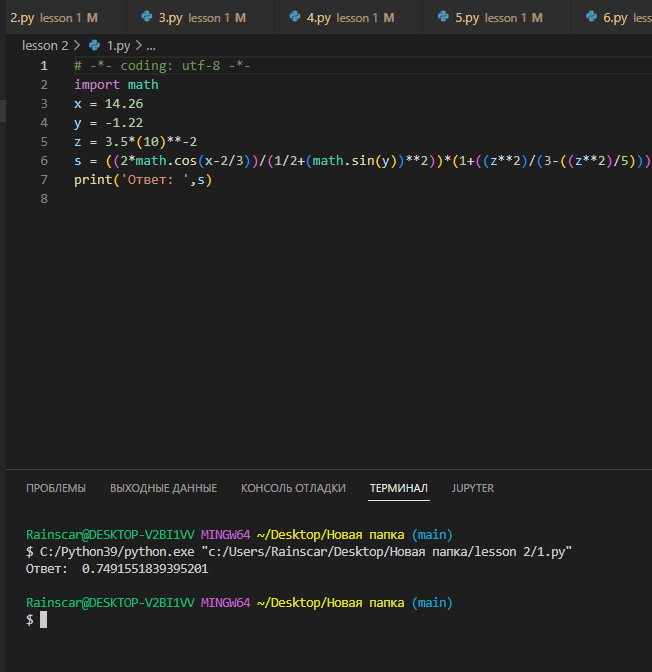 2.py lesson 1 M 3.py lesson 1 M 4.py lesson 1 M 5.py lesson 1 M 6.py lesson
lesson 2 > 1.py > ...
1 # -*- coding: utf-8 -*-
2 import math
3 x = 14.26
4 y = -1.22
5 z = 3.5*(10)**-2
6 s = ((2*math.cos(x-2/3))/(1/2+(math.sin(y))**2))*(1+((z**2)/(3-((z**2)/5)))
7 print('Ответ: ',s)
8
ПРОБЛЕМЫ ВЫХОДНЫЕ ДАННЫЕ КОНСОЛЬ ОТЛАДКИ ТЕРМИНАЛ JUPYTER
Rainscar@DESKTOP-V2BI1VV MINGW64 ~/Desktop/Новая папка (main)
$ C:/Python39/python.exe "c:/Users/Rainscar/Desktop/Новая папка/lesson 2/1.py"
Ответ:  0.7491551839395201
Rainscar@DESKTOP-V2BI1VV MINGW64 ~/Desktop/Новая папка (main)
$